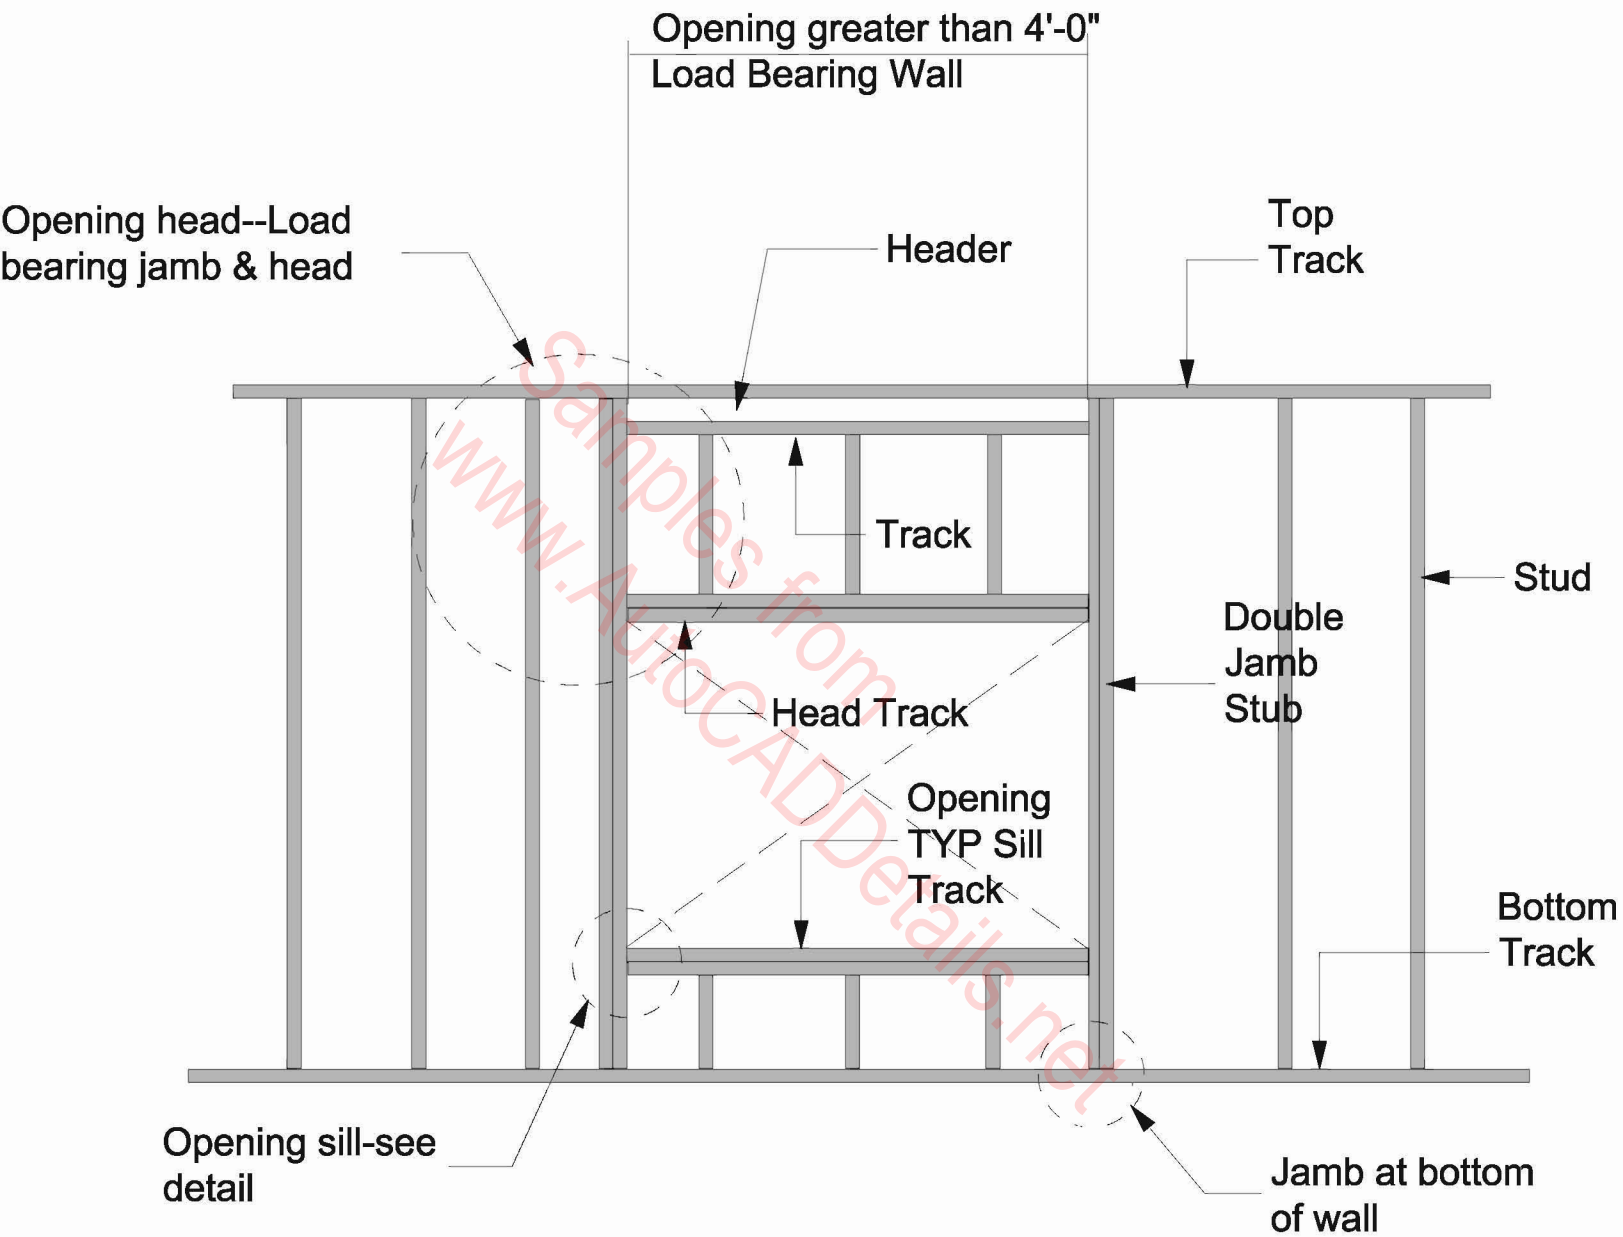 Opening greater than 4'-0"
Load Bearing Wall
Opening head--Load
bearing jamb & head
Header
Top
Track
Track
Stud
Double
Jamb
Stub
Head Track
Opening
TYP Sill
Track
Bottom
Track
Opening sill-see
detail
Jamb at bottom
of wall
Samples from
www.AutoCADDetails.net